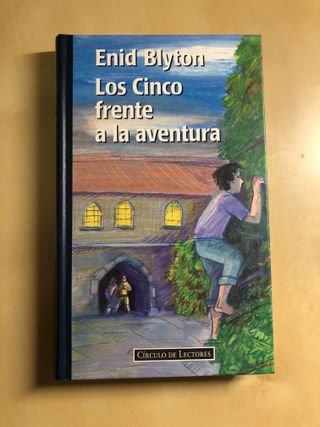 Enid Blyton
Los Cinco
frente
a la aventura
CÍRCULO DE LECTORES